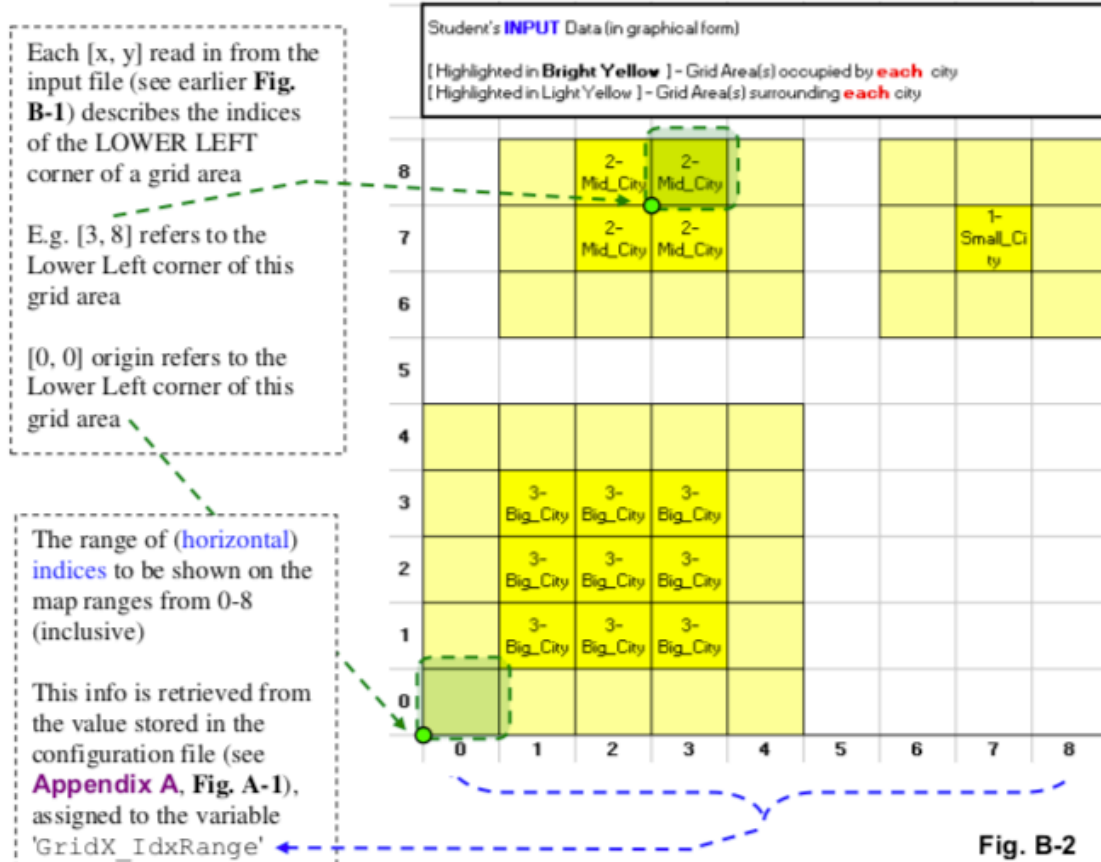 Each [x, y] read in from the
input file (see earlier Fig.
B-1) describes the indices
of the LOWER LEFT
corner of a grid area
E.g. [3, 8] refers to the
Lower Left corner of this
grid area
[0, 0] origin refers to the
Lower Left corner of this
grid area
The range of (horizontal)
indices to be shown on the
map ranges from 0-8
(inclusive)
This info is retrieved from
the value stored in the
configuration file (see
Appendix A, Fig. A-1),
assigned to the variable
'GridX_IdxRange'
Student's INPUT Data (in graphical form)
[ Highlighted in Bright Yellow ] - Grid Area(s) occupied by each city
[ Highlighted in Light Yellow ] - Grid Area(s) surrounding each city
8
2-
Mid_City
2-
Mid_City
7
2-
Mid_City
2-
Mid_City
1-
Small_Ci
ty
6
5
4
3
3-
Big_City
3-
Big_City
3-
Big_City
2
3-
Big_City
3-
Big_City
3-
Big_City
1
3-
Big_City
3-
Big_City
3-
Big_City
0
0 1 2 3 4 5 6 7 8
Fig. B-2